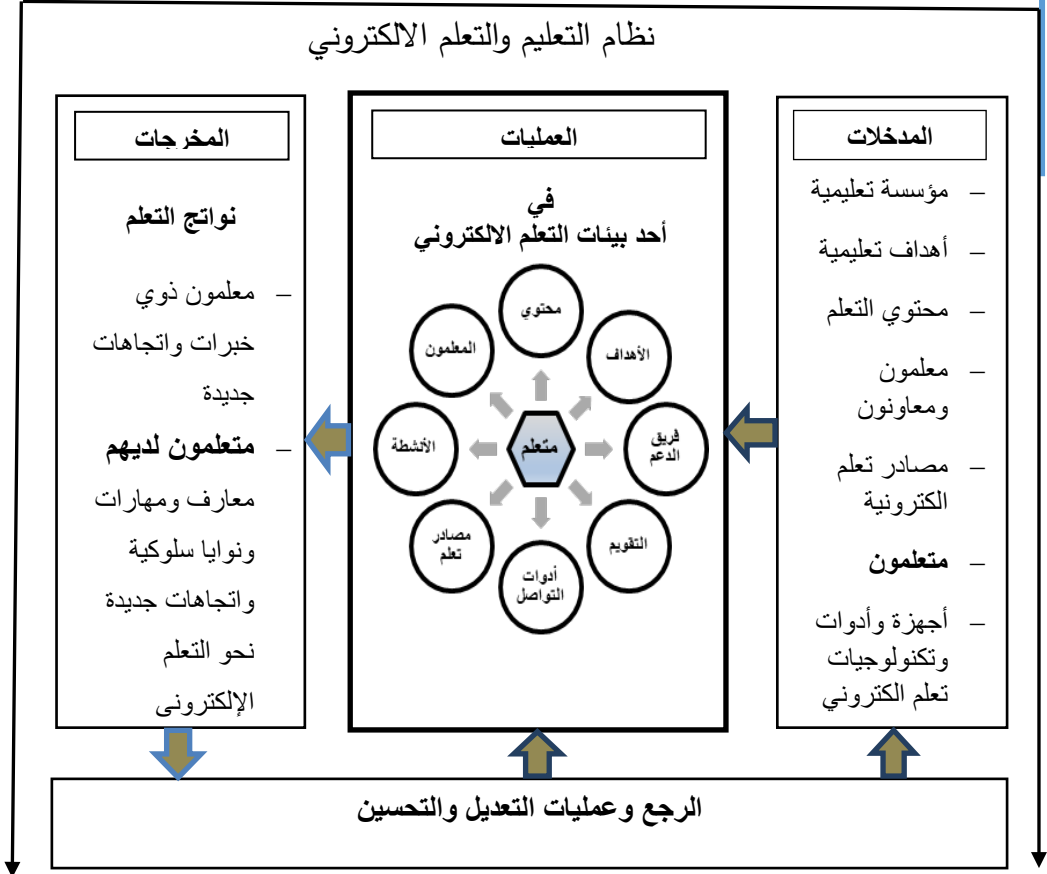 نظام التعليم والتعلم الالكتروني
المدخلات
– مؤسسة تعليمية
– أهداف تعليمية
– محتوي التعلم
– معلمون
ومعاونون
– مصادر تعلم
الكترونية
– متعلمون
– أجهزة وأدوات
وتكنولوجيات
تعلم الكتروني
العمليات
في
أحد بيئات التعلم الالكتروني
محتوي
الأهداف
فريق
الدعم
التقويم
أدوات
التواصل
مصادر
تعلم
الأنشطة
المعلمون
متعلم
المخرجات
نواتج التعلم
– معلمون ذوي
خبرات واتجاهات
جديدة
– متعلمون لديهم
معارف ومهارات
ونوايا سلوكية
واتجاهات جديدة
نحو التعلم
الإلكتروني
الرجع وعمليات التعديل والتحسين